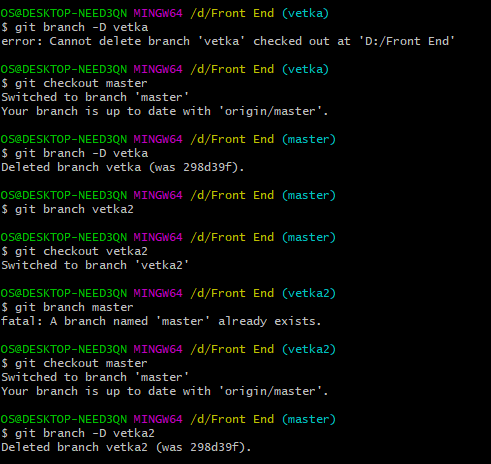 OS@DESKTOP-NEED3QN MINGW64 /d/Front End (vetka)
$ git branch -D vetka
error: Cannot delete branch 'vetka' checked out at 'D:/Front End'
OS@DESKTOP-NEED3QN MINGW64 /d/Front End (vetka)
$ git checkout master
Switched to branch 'master'
Your branch is up to date with 'origin/master'.
OS@DESKTOP-NEED3QN MINGW64 /d/Front End (master)
$ git branch -D vetka
Deleted branch vetka (was 298d39f).
OS@DESKTOP-NEED3QN MINGW64 /d/Front End (master)
$ git branch vetka2
OS@DESKTOP-NEED3QN MINGW64 /d/Front End (master)
$ git checkout vetka2
Switched to branch 'vetka2'
OS@DESKTOP-NEED3QN MINGW64 /d/Front End (vetka2)
$ git branch master
fatal: A branch named 'master' already exists.
OS@DESKTOP-NEED3QN MINGW64 /d/Front End (vetka2)
$ git checkout master
Switched to branch 'master'
Your branch is up to date with 'origin/master'.
OS@DESKTOP-NEED3QN MINGW64 /d/Front End (master)
$ git branch -D vetka2
Deleted branch vetka2 (was 298d39f).